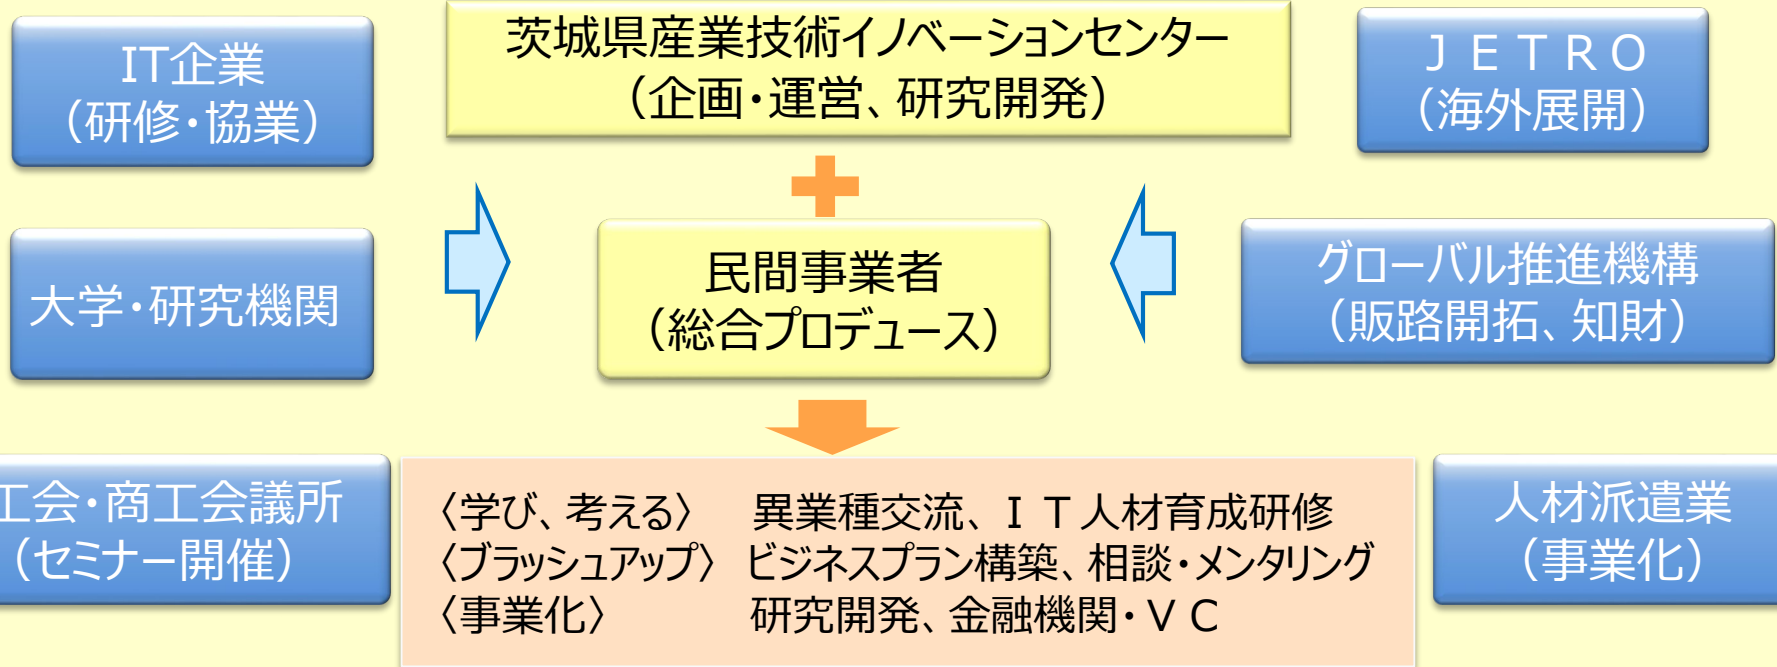 IT企業
（研修・協業）
茨城県産業技術イノベーションセンター
（企画・運営、研究開発）
ＪＥＴＲＯ
（海外展開）
大学・研究機関
民間事業者
（総合プロデュース）
グローバル推進機構
（販路開拓、知財）
工会・商工会議所
（セミナー開催）
〈学び、考える〉　異業種交流、ＩＴ人材育成研修
〈ブラッシュアップ〉　ビジネスプラン構築、相談・メンタリング
〈事業化〉　研究開発、金融機関・ＶＣ
人材派遣業
（事業化）